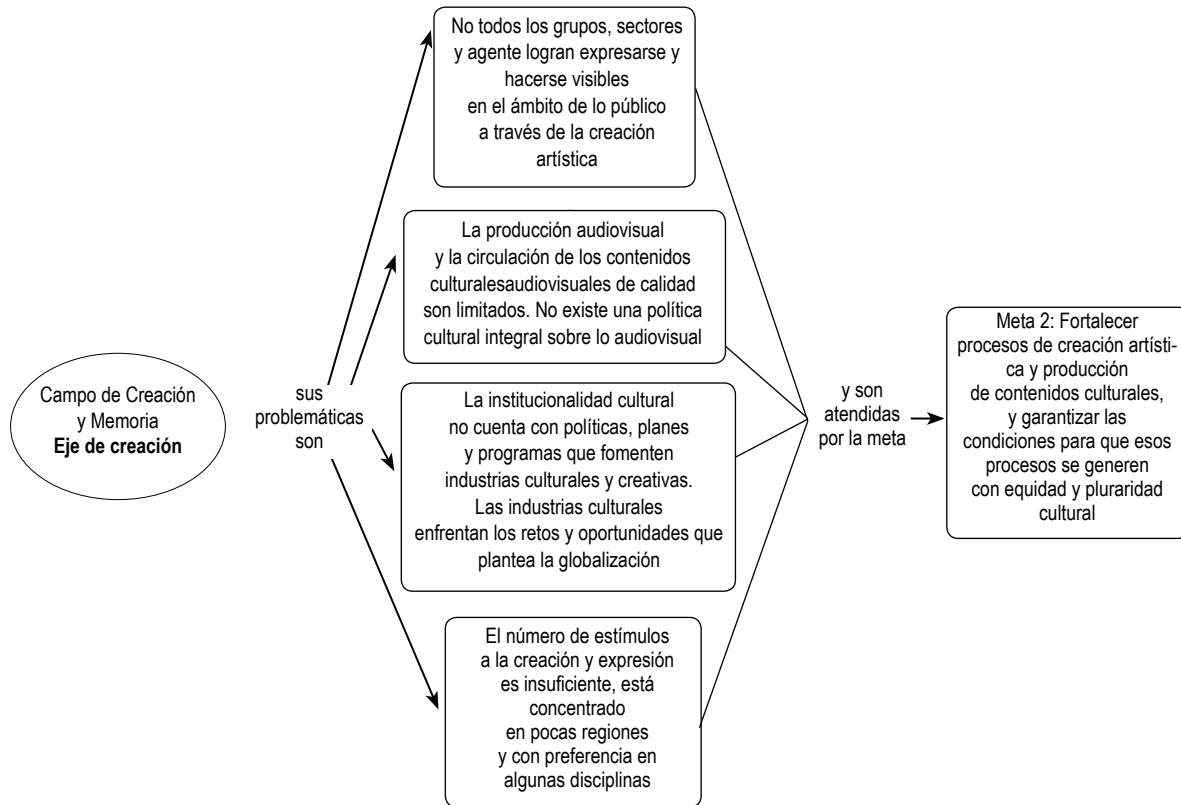 Campo de Creación
y Memoria
Eje de creación
sus
problemáticas
son
No todos los grupos, sectores
y agente logran expresarse y
hacerse visibles
en el ámbito de lo público
a través de la creación
artística
La producción audiovisual
y la circulación de los contenidos
culturalesaudiovisuales de calidad
son limitados. No existe una política
cultural integral sobre lo audiovisual
La institucionalidad cultural
no cuenta con políticas, planes
y programas que fomenten
industrias culturales y creativas.
Las industrias culturales
enfrentan los retos y oportunidades que
plantea la globalización
El número de estímulos
a la creación y expresión
es insuficiente, está
concentrado
en pocas regiones
y con preferencia en
algunas disciplinas
y son
atendidas
por la meta
Meta 2: Fortalecer
procesos de creación artísti-
ca y producción
de contenidos culturales,
y garantizar las
condiciones para que esos
procesos se generen
con equidad y pluraridad
cultural